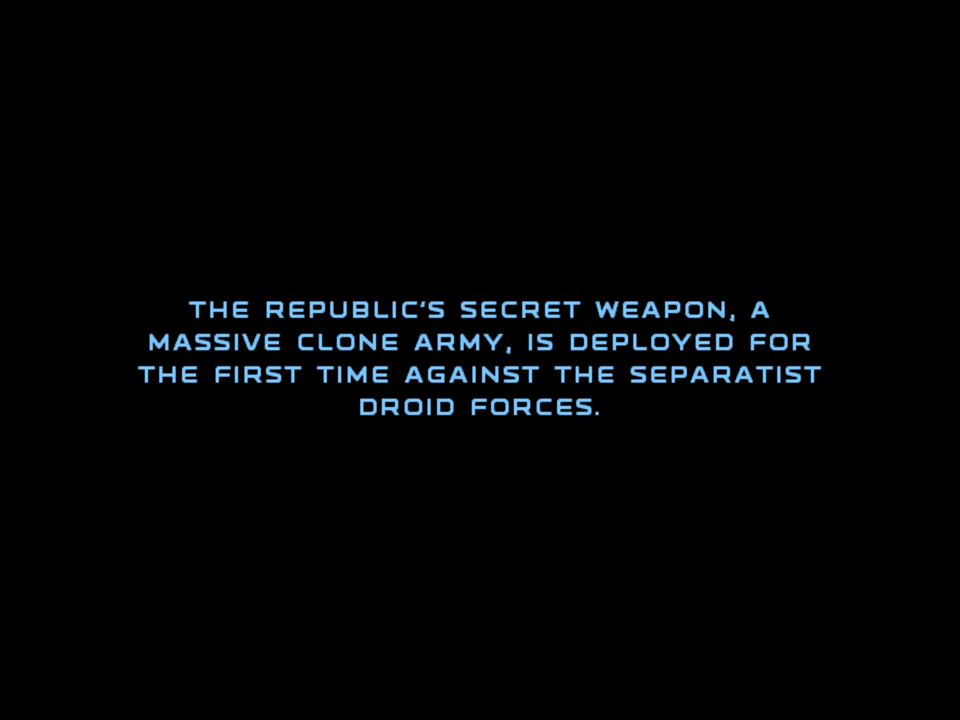 THE REPUBLIC'S SECRET WEAPON, A
MASSIVE CLONE ARMY, IS DEPLOYED FOR
THE FIRST TIME AGAINST THE SEPARATIST
DROID FORCES.